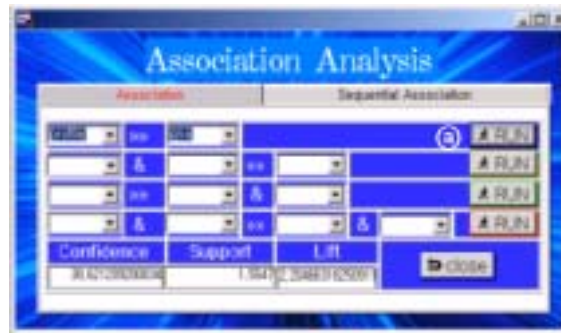 Association Analysis
Association Sequential Association
>> ⓐ RUN
& RUN
>> & RUN
& & RUN
Confidence Support Lift
close